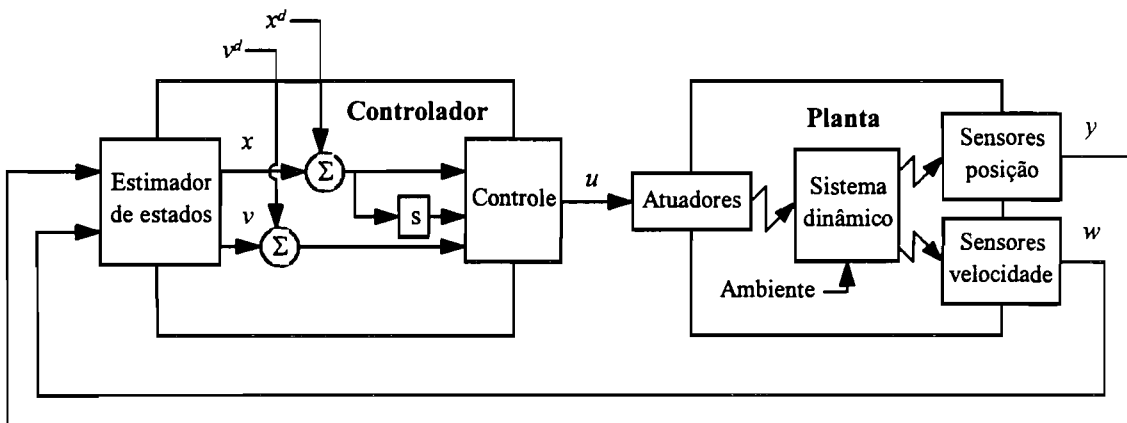 x^d
v^d
Controlador
Planta
Estimador
de estados
x
v
Σ
Σ
s
Controle
u
Atuadores
Sistema
dinâmico
Ambiente
Sensores
posição
y
Sensores
velocidade
w